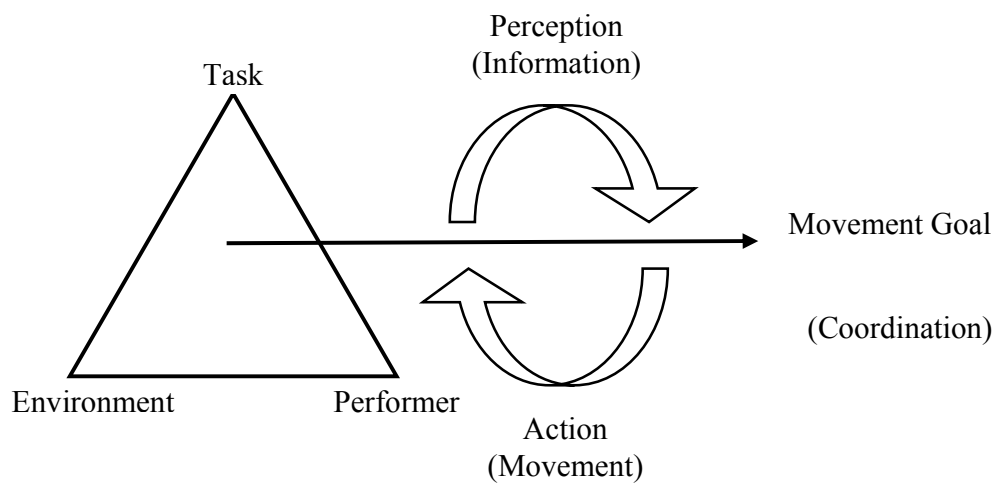 Perception
(Information)
Task
Movement Goal
(Coordination)
Environment
Performer
Action
(Movement)